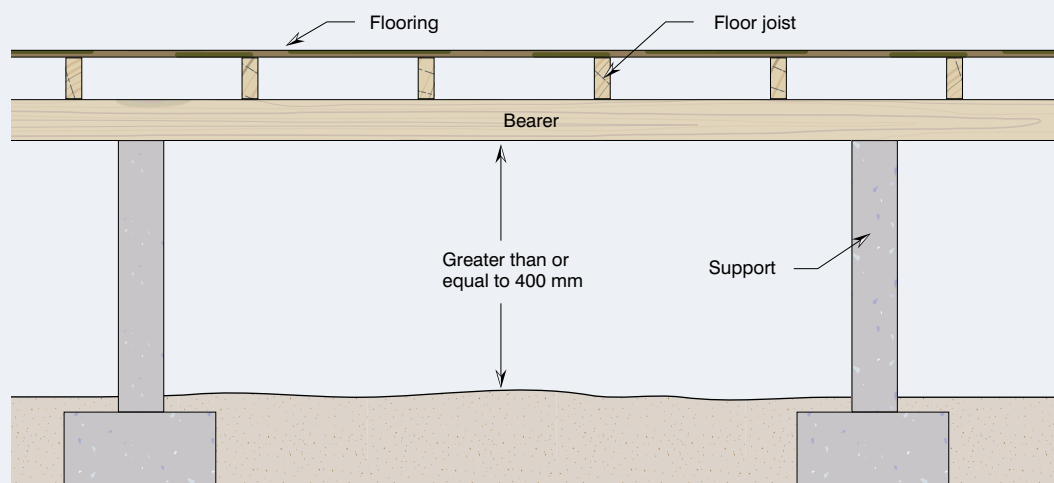 Flooring
Floor joist
Bearer
Greater than or
equal to 400 mm
Support